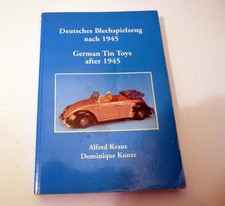 Deutsches Blechspielzeug
nach 1945
German Tin Toys
after 1945
Alfred Kraus
Dominique Kunze